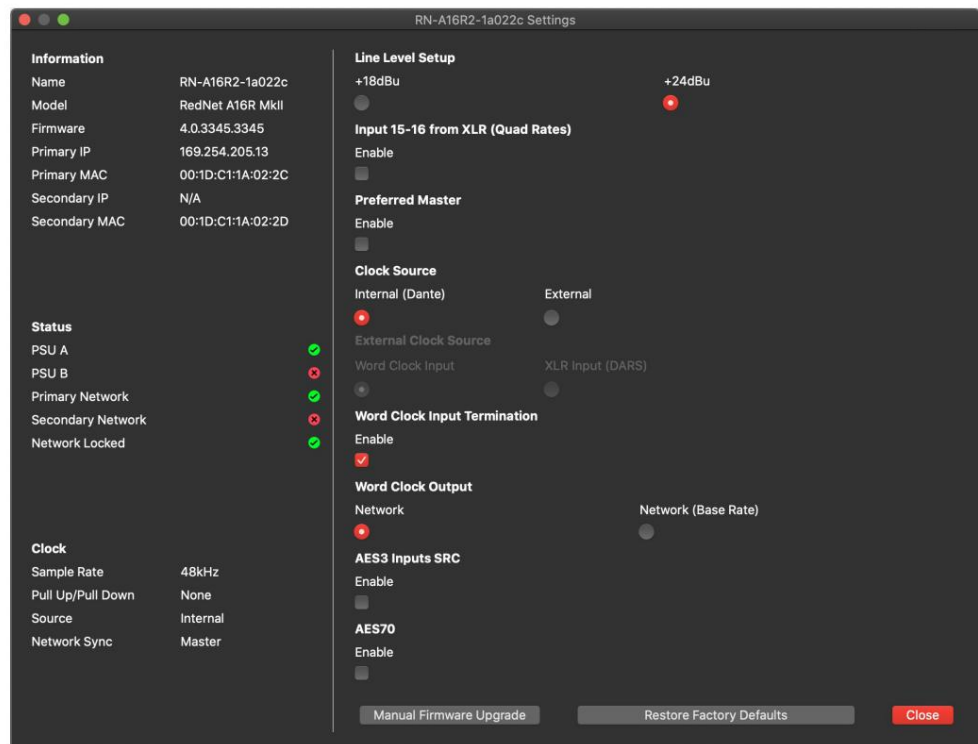 RN-A16R2-1a022c Settings
Information
Name RN-A16R2-1a022c
Model RedNet A16R MkII
Firmware 4.0.3345.3345
Primary IP 169.254.205.13
Primary MAC 00:1D:C1:1A:02:2C
Secondary IP N/A
Secondary MAC 00:1D:C1:1A:02:2D
Status
PSU A
PSU B
Primary Network
Secondary Network
Network Locked
Clock
Sample Rate 48kHz
Pull Up/Pull Down None
Source Internal
Network Sync Master
Line Level Setup
+18dBu +24dBu
Input 15-16 from XLR (Quad Rates)
Enable
Preferred Master
Enable
Clock Source
Internal (Dante) External
External Clock Source
Word Clock Input XLR Input (DARS)
Word Clock Input Termination
Enable
Word Clock Output
Network Network (Base Rate)
AES3 Inputs SRC
Enable
AES70
Enable
Manual Firmware Upgrade Restore Factory Defaults Close